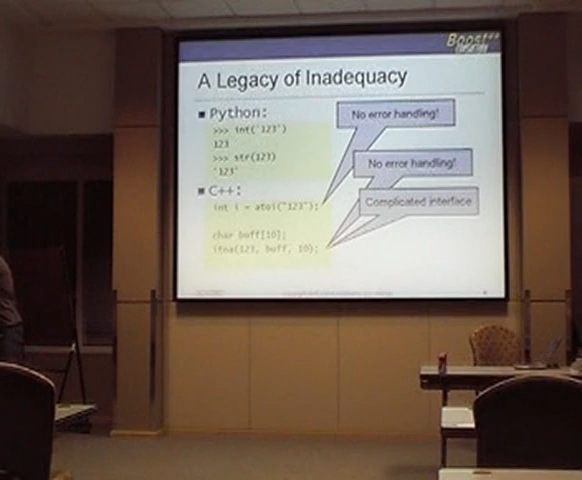 Boost
A Legacy of Inadequacy
Python:
>>> int('123')
123
>>> str(123)
'123'
C++:
int i = atoi("123");
char buff[10];
itoa(123, buff, 10);
No error handling!
No error handling!
Complicated interface